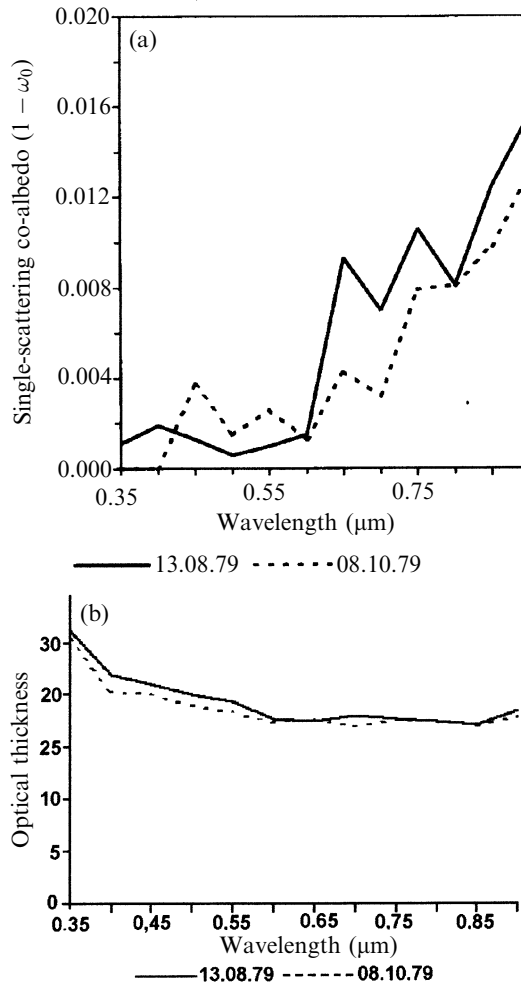 (a)
0.020
0.016
0.012
0.008
0.004
0.000
Single-scattering co-albedo (1 − ω₀)
0.35 0.55 0.75
Wavelength (μm)
13.08.79 08.10.79
(b)
30
20
25
10
5
0
Optical thickness
0.35 0,45 0.55 0.65 0.75 0.85
Wavelength (μm)
13.08.79 08.10.79